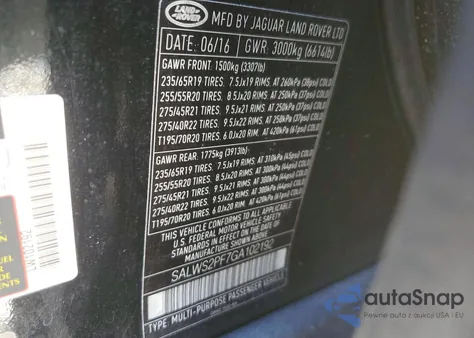 LAND
ROVER
MFD BY JAGUAR LAND ROVER LTD
DATE: 06/16 GWR: 3000kg (6614lb)
GAWR FRONT: 1500kg (3307lb)
235/65R19 TIRES. 7.5Jx19 RIMS. AT 260kPa (38psi) COLD
255/55R20 TIRES. 8.5Jx20 RIMS. AT 250kPa (37psi) COLD
275/45R21 TIRES. 9.5Jx21 RIMS. AT 250kPa (37psi) COLD
275/40R22 TIRES. 9.5Jx22 RIMS. AT 250kPa (37psi) COLD
T195/70R20 TIRES. 6.0Jx20 RIMS. AT 420kPa (61psi) COLD
GAWR REAR: 1775kg (3913lb)
235/65R19 TIRES. 7.5Jx19 RIMS. AT 310kPa (45psi) COLD
255/55R20 TIRES. 8.5Jx20 RIMS. AT 300kPa (44psi) COLD
275/45R21 TIRES. 9.5Jx21 RIMS. AT 300kPa (44psi) COLD
275/40R22 TIRES. 9.5Jx22 RIMS. AT 300kPa (44psi) COLD
T195/70R20 TIRES. 6.0Jx20 RIMS. AT 420kPa (61psi) COLD
THIS VEHICLE CONFORMS TO ALL APPLICABLE
U.S. FEDERAL MOTOR VEHICLE SAFETY
STANDARDS IN EFFECT ON THE DATE OF
MANUFACTURE SHOWN ABOVE
SALWS2PF7GA102192
TYPE: MULTI-PURPOSE PASSENGER VEHICLE
autoSnap
Pewne auto z aukcji USA i EU